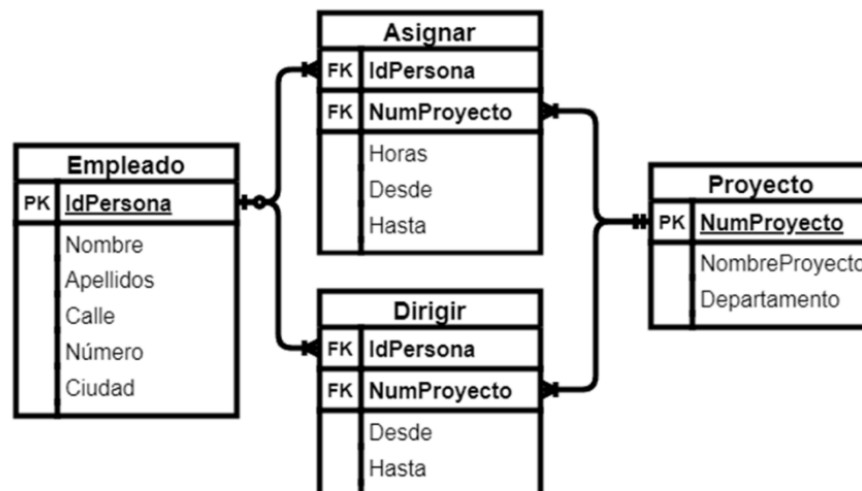 Asignar
FK IdPersona
FK NumProyecto
Horas
Desde
Hasta
Empleado
PK IdPersona
Nombre
Apellidos
Calle
Número
Ciudad
Proyecto
PK NumProyecto
NombreProyecto
Departamento
Dirigir
FK IdPersona
FK NumProyecto
Desde
Hasta